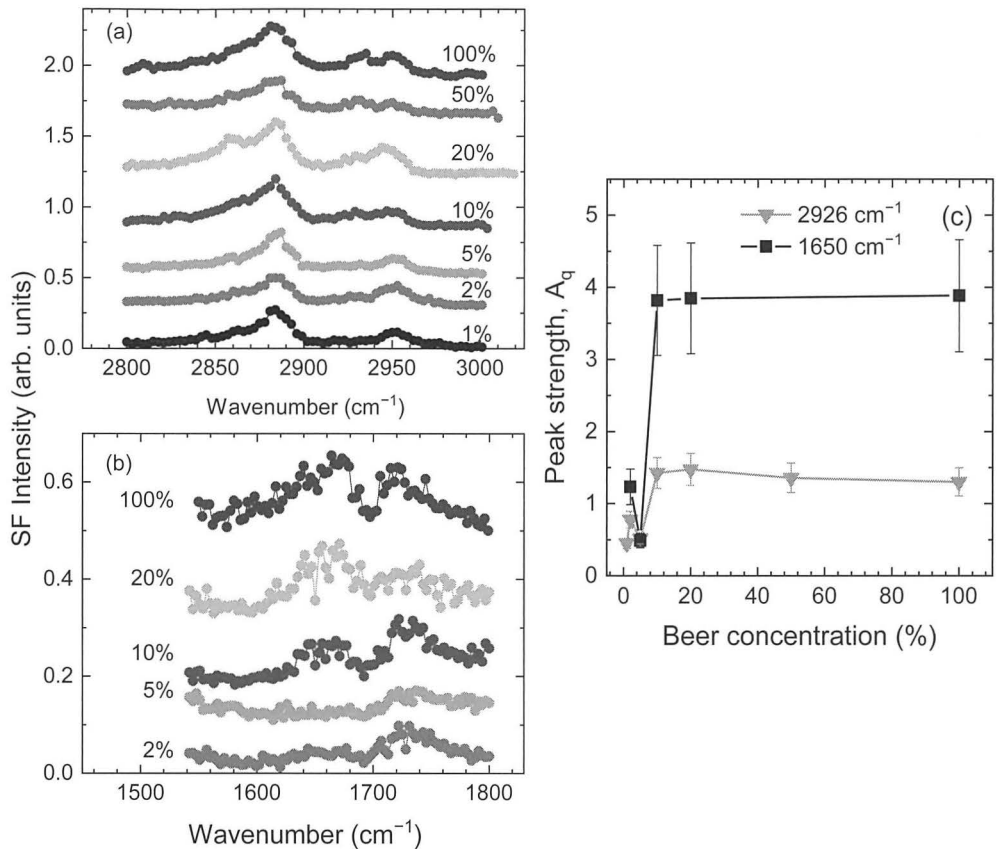 (a)
SF Intensity (arb. units)
2.0
1.5
1.0
0.5
0.0
100%
50%
20%
10%
5%
2%
1%
2800 2850 2900 2950 3000
Wavenumber (cm⁻¹)
(b)
0.6
0.4
0.2
0.0
100%
20%
10%
5%
2%
1500 1600 1700 1800
Wavenumber (cm⁻¹)
(c)
2926 cm⁻¹
1650 cm⁻¹
Peak strength, A_q
5
4
3
2
1
0
0 20 40 60 80 100
Beer concentration (%)